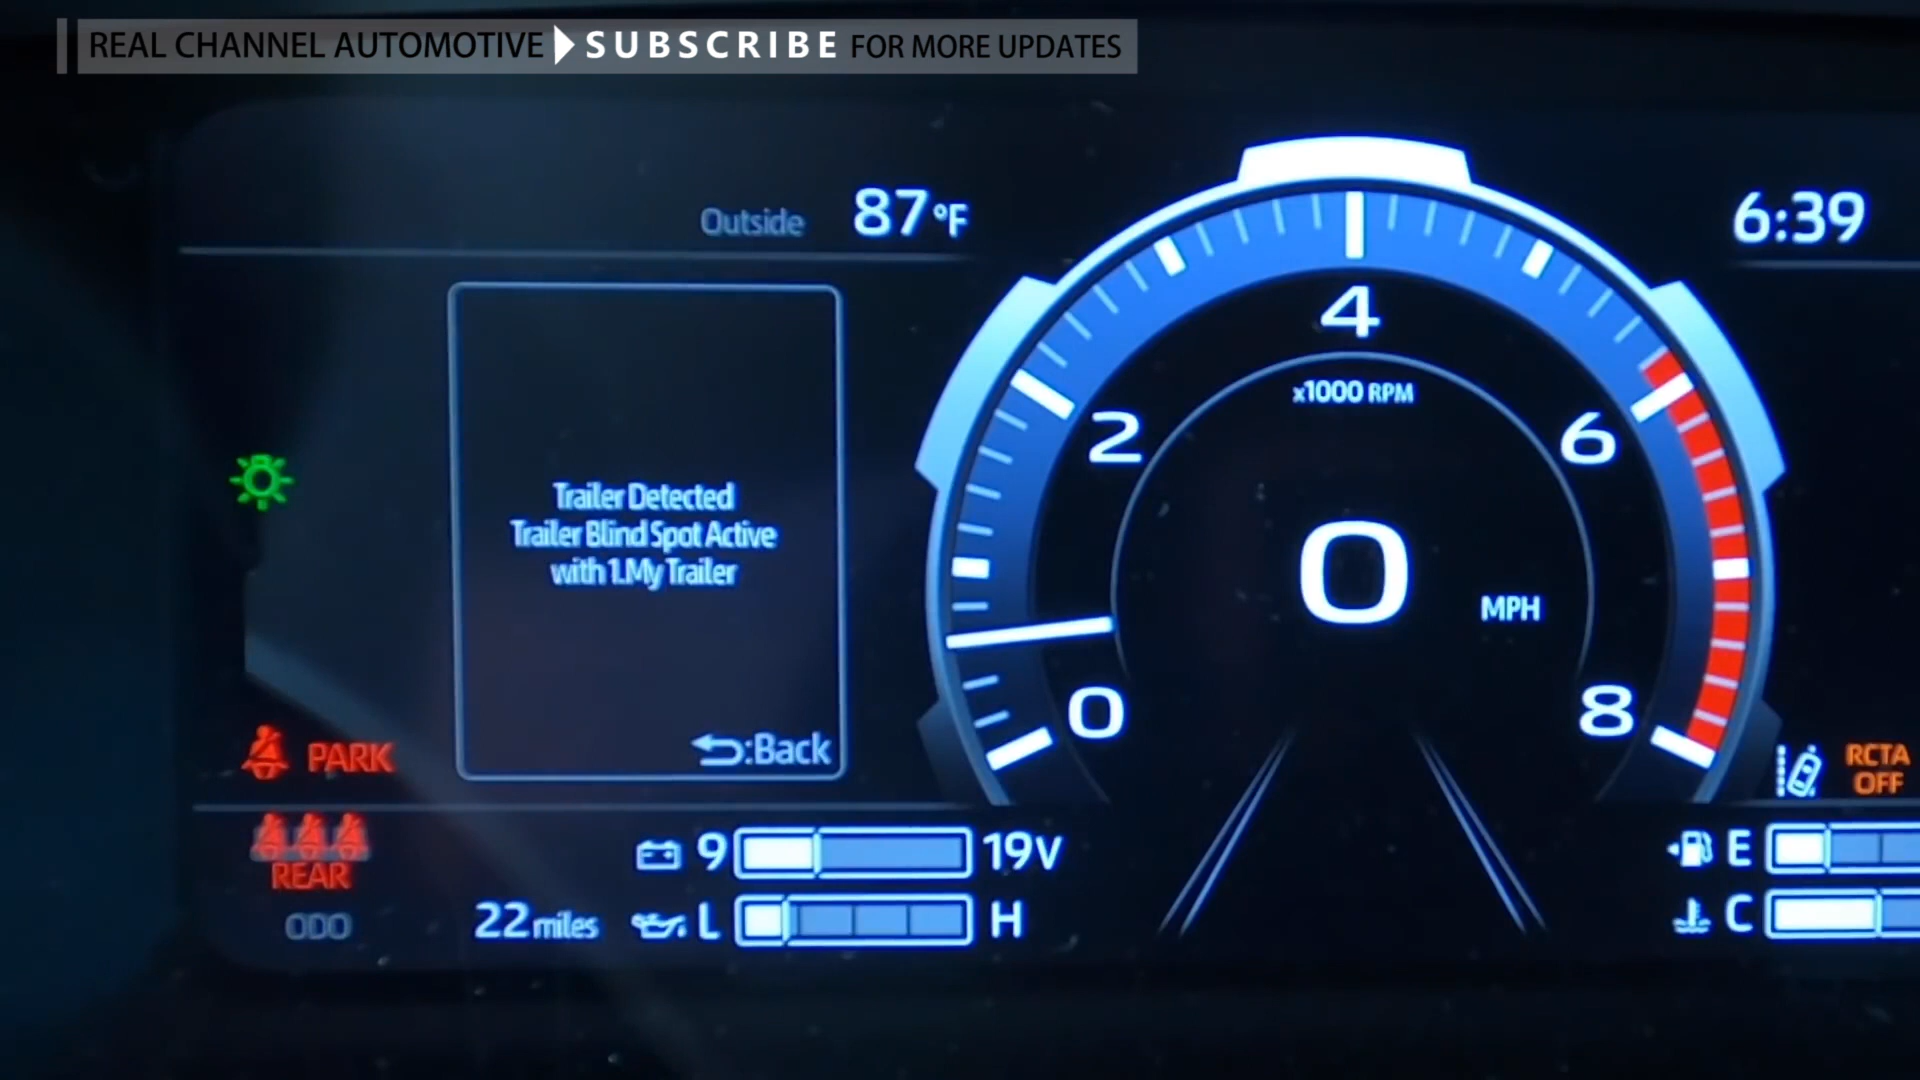 REAL CHANNEL AUTOMOTIVE SUBSCRIBE FOR MORE UPDATES
Outside 87°F
6:39
Trailer Detected
Trailer Blind Spot Active
with 1.My Trailer
:Back
4
x1000 RPM
2
6
0
MPH
0
8
PARK
REAR
RCTA
OFF
9 19V
E
ODO 22 miles
L H
C